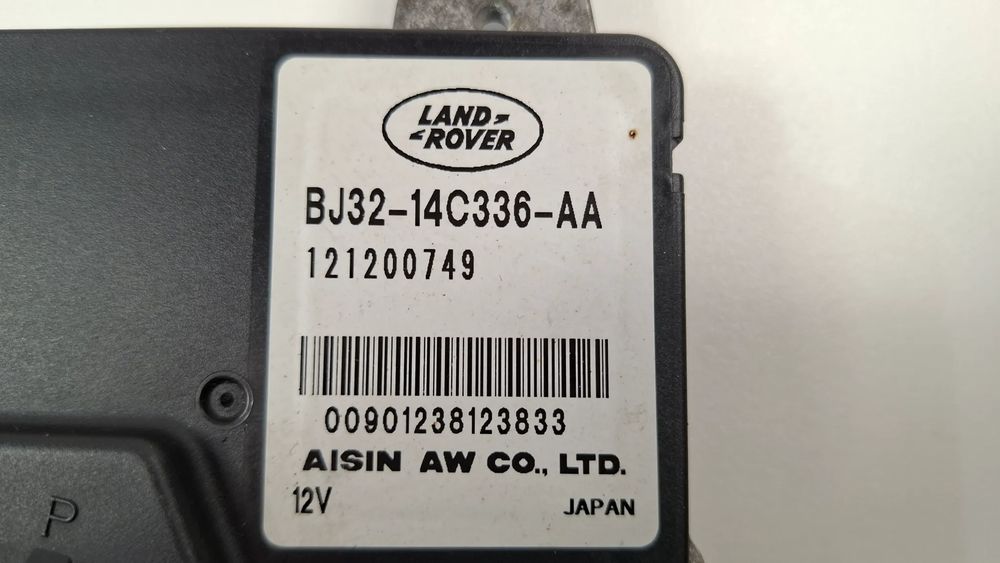 LAND
ROVER
BJ32-14C336-AA
121200749
00901238123833
AISIN AW CO., LTD.
12V JAPAN
P